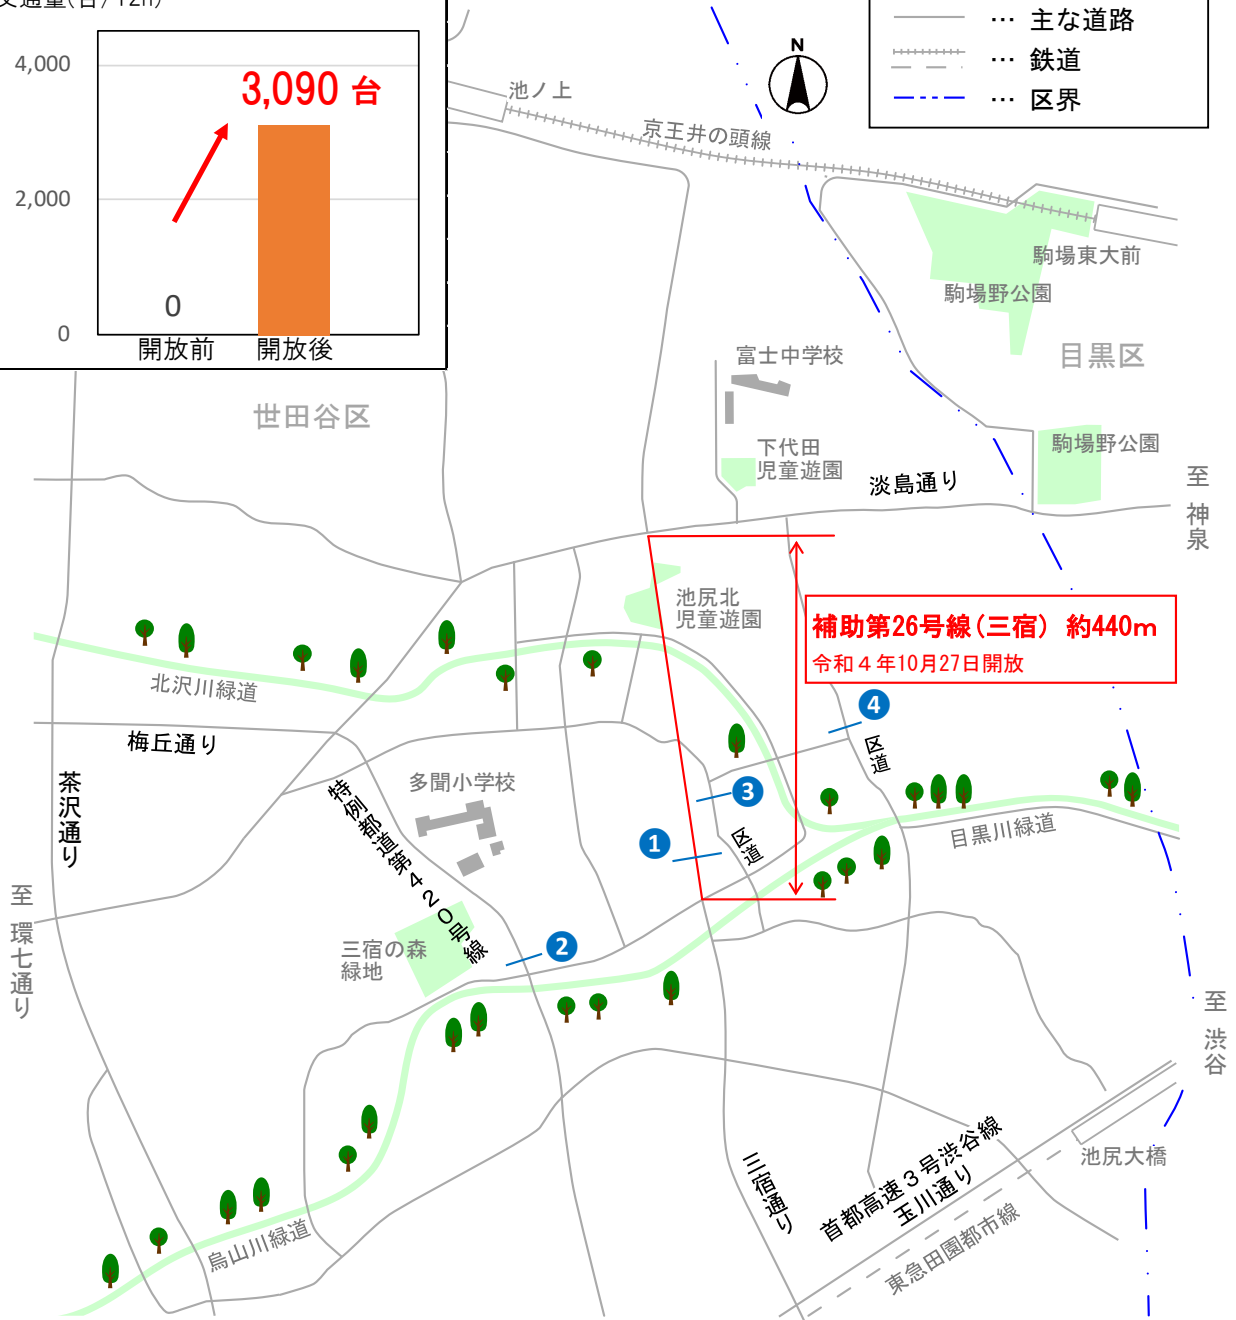 交通量(台/12h)
4,000
3,090 台
2,000
0
0
開放前
開放後
… 主な道路
… 鉄道
… 区界
N
池ノ上
京王井の頭線
駒場東大前
駒場野公園
目黒区
富士中学校
世田谷区
下代田
児童遊園
駒場野公園
淡島通り
至 神泉
池尻北
児童遊園
補助第26号線(三宿) 約440m
令和4年10月27日開放
北沢川緑道
梅丘通り
4
区道
茶沢通り
多聞小学校
特例都道第420号線
3
1
区道
目黒川緑道
至 環七通り
三宿の森
緑地
2
至 渋谷
首都高速3号渋谷線
玉川通り
池尻大橋
三宿通り
東急田園都市線
烏山川緑道